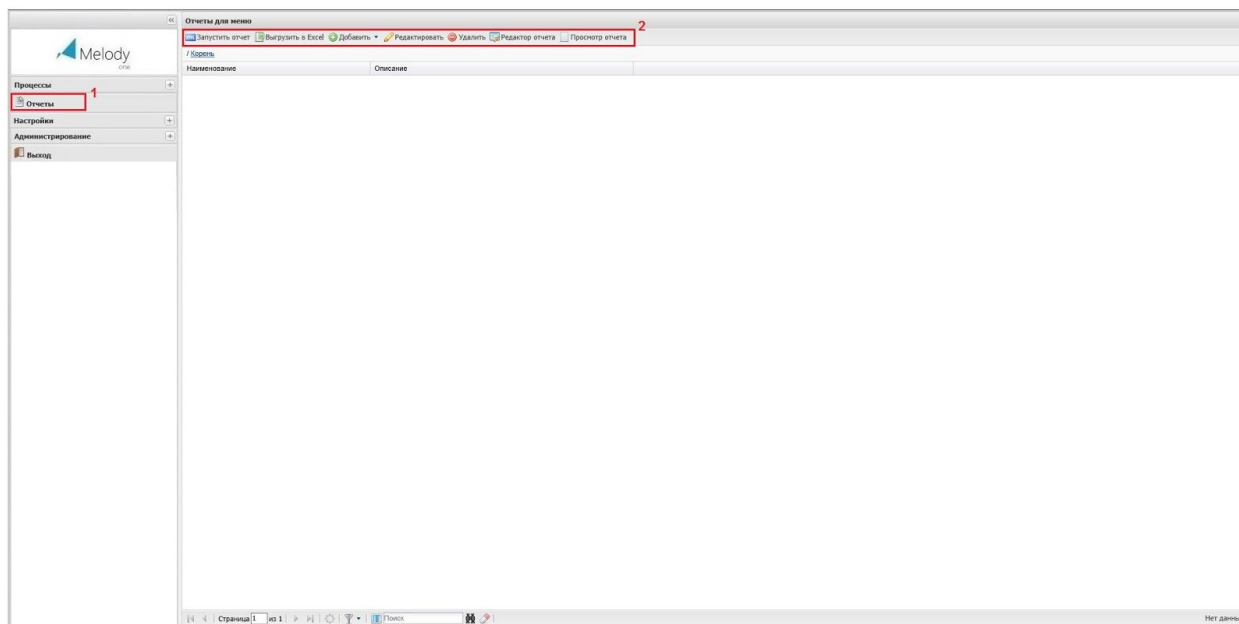 Отчеты для меню
2
Запустить отчет Выгрузить в Excel Добавить Редактировать Удалить Редактор отчета Просмотр отчета
/ Корень
Наименование Описание
Melody
one
Процессы
1
Отчеты
Настройки
Администрирование
Выход
Страница 1 из 1 Поиск Нет данны